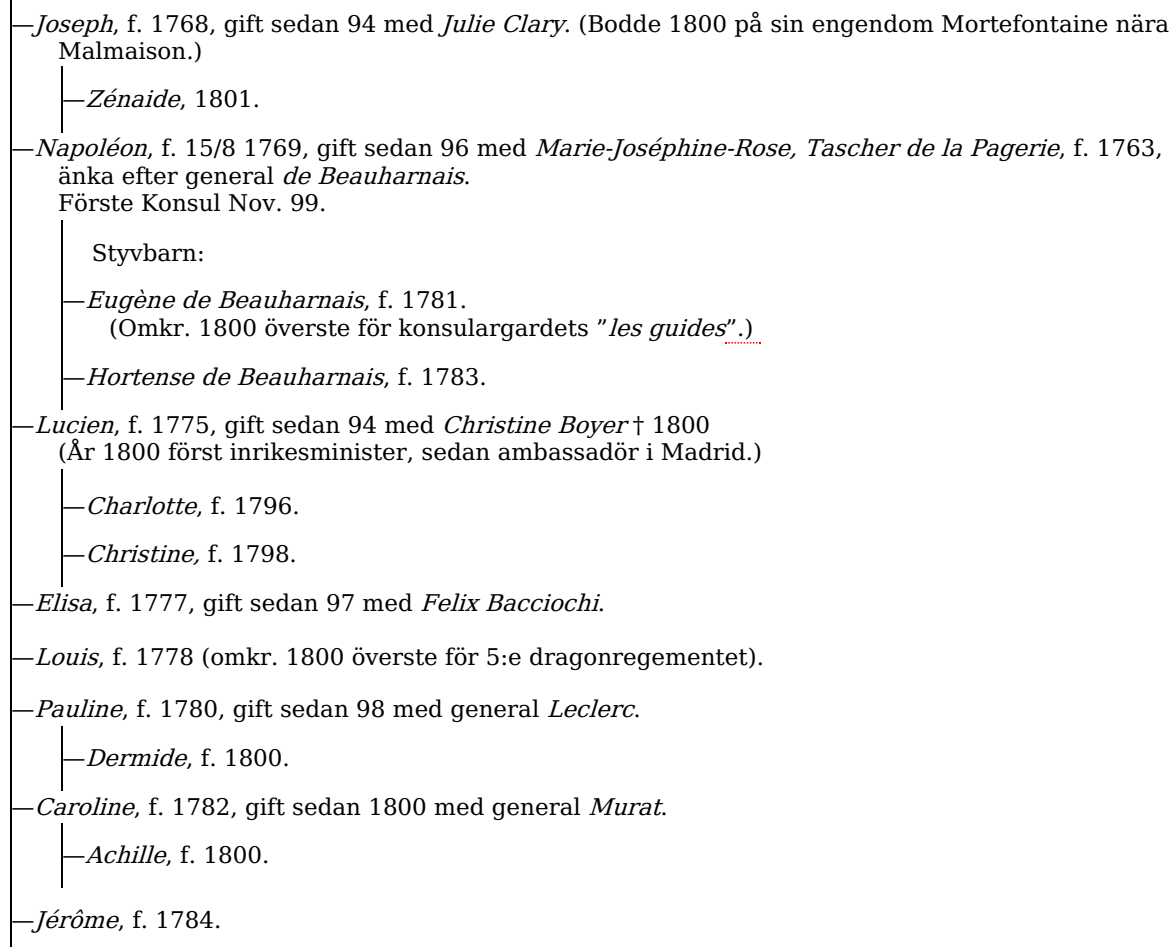 —Joseph, f. 1768, gift sedan 94 med Julie Clary. (Bodde 1800 på sin engendom Mortefontaine nära
Malmaison.)
—Zénaide, 1801.
—Napoléon, f. 15/8 1769, gift sedan 96 med Marie-Joséphine-Rose, Tascher de la Pagerie, f. 1763,
änka efter general de Beauharnais.
Förste Konsul Nov. 99.
Styvbarn:
—Eugène de Beauharnais, f. 1781.
(Omkr. 1800 överste för konsulargardets ”les guides”.)
—Hortense de Beauharnais, f. 1783.
—Lucien, f. 1775, gift sedan 94 med Christine Boyer † 1800
(År 1800 först inrikesminister, sedan ambassadör i Madrid.)
—Charlotte, f. 1796.
—Christine, f. 1798.
—Elisa, f. 1777, gift sedan 97 med Felix Bacciochi.
—Louis, f. 1778 (omkr. 1800 överste för 5:e dragonregementet).
—Pauline, f. 1780, gift sedan 98 med general Leclerc.
—Dermide, f. 1800.
—Caroline, f. 1782, gift sedan 1800 med general Murat.
—Achille, f. 1800.
—Jérôme, f. 1784.